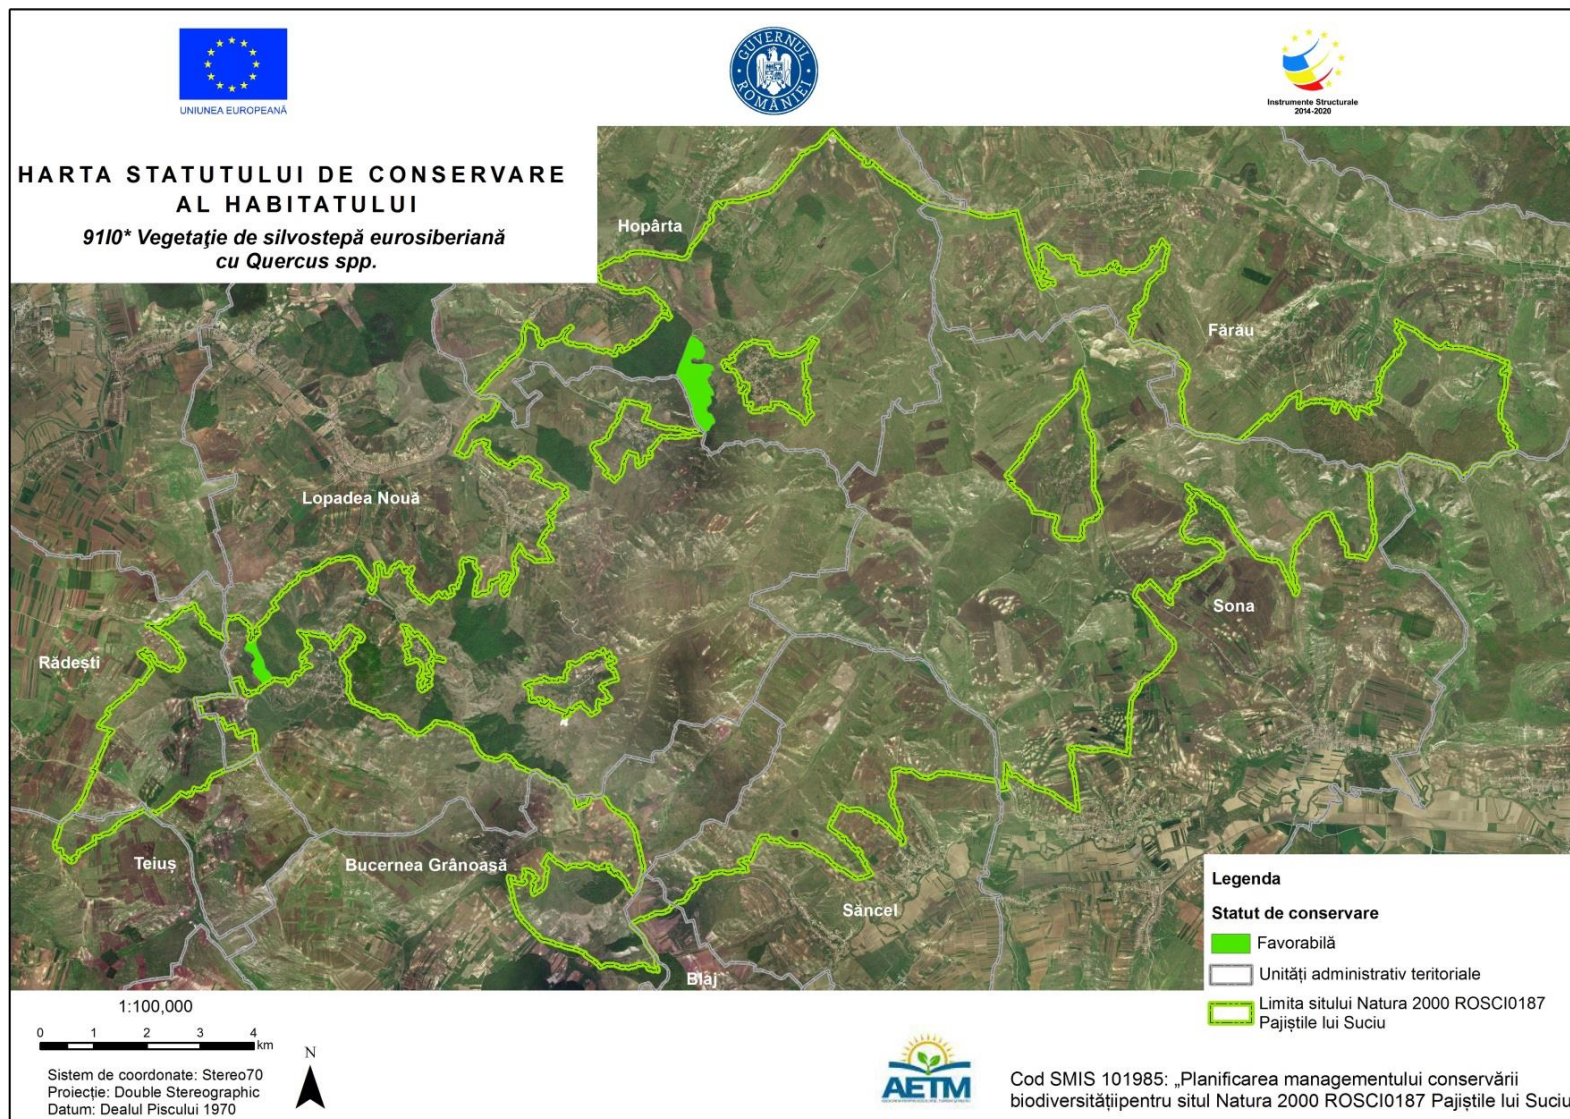 UNIUNEA EUROPEANĂ
GUVERNUL ROMÂNIEI
Instrumente Structurale
2014-2020
HARTA STATUTULUI DE CONSERVARE
AL HABITATULUI
91I0* Vegetaţie de silvostepă eurosiberiană
cu Quercus spp.
Hopârta
Fărău
Lopadea Nouă
Sona
Rădești
Teiuș
Bucernea Grânoasă
Săncel
Blaj
Legenda
Statut de conservare
Favorabilă
Unități administrativ teritoriale
Limita sitului Natura 2000 ROSCI0187
Pajiștile lui Suciu
1:100,000
0 1 2 3 4
km
N
Sistem de coordonate: Stereo70
Proiecție: Double Stereographic
Datum: Dealul Piscului 1970
AETM
Cod SMIS 101985: „Planificarea managementului conservării
biodiversitățiipentru situl Natura 2000 ROSCI0187 Pajiștile lui Suciu